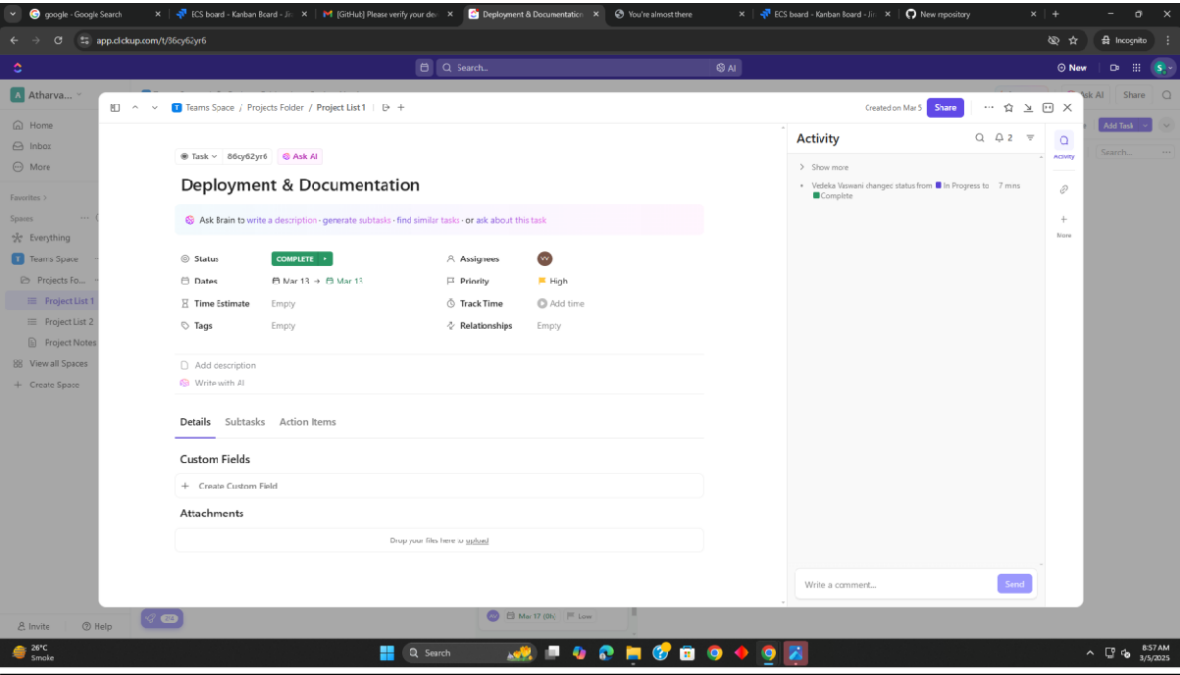 google - Google Search
ECS board - Kanban Board - Jir
[GitHub] Please verify your dev
Deployment & Documentation
You're almost there
ECS board - Kanban Board - Jir
New repository
app.clickup.com/t/86cy62yr6
Incognito
Search...
AI
New
S
A Atharva...
Ask AI
Share
Teams Space / Projects Folder / Project List 1
Created on Mar 5
Share
Home
Inbox
More
Favorites
Spaces
Everything
Teams Space
Projects Fo...
Project List 1
Project List 2
Project Notes
View all Spaces
Create Space
Invite
Help
Add Task
Search...
Task
86cy62yr6
Ask AI
Deployment & Documentation
Ask Brain to write a description · generate subtasks · find similar tasks · or ask about this task
Status
COMPLETE
Assignees
VV
Dates
Mar 13
Mar 15
Priority
High
Time Estimate
Empty
Track Time
Add time
Tags
Empty
Relationships
Empty
Add description
Write with AI
Details
Subtasks
Action Items
Custom Fields
Create Custom Field
Attachments
Drop your files here to upload
Activity
2
Show more
Vedeka Vaswani changed status from In Progress to
Complete
7 mins
Activity
More
Write a comment...
Send
Low
26°C
Smoke
Search
8:57 AM
3/5/2025